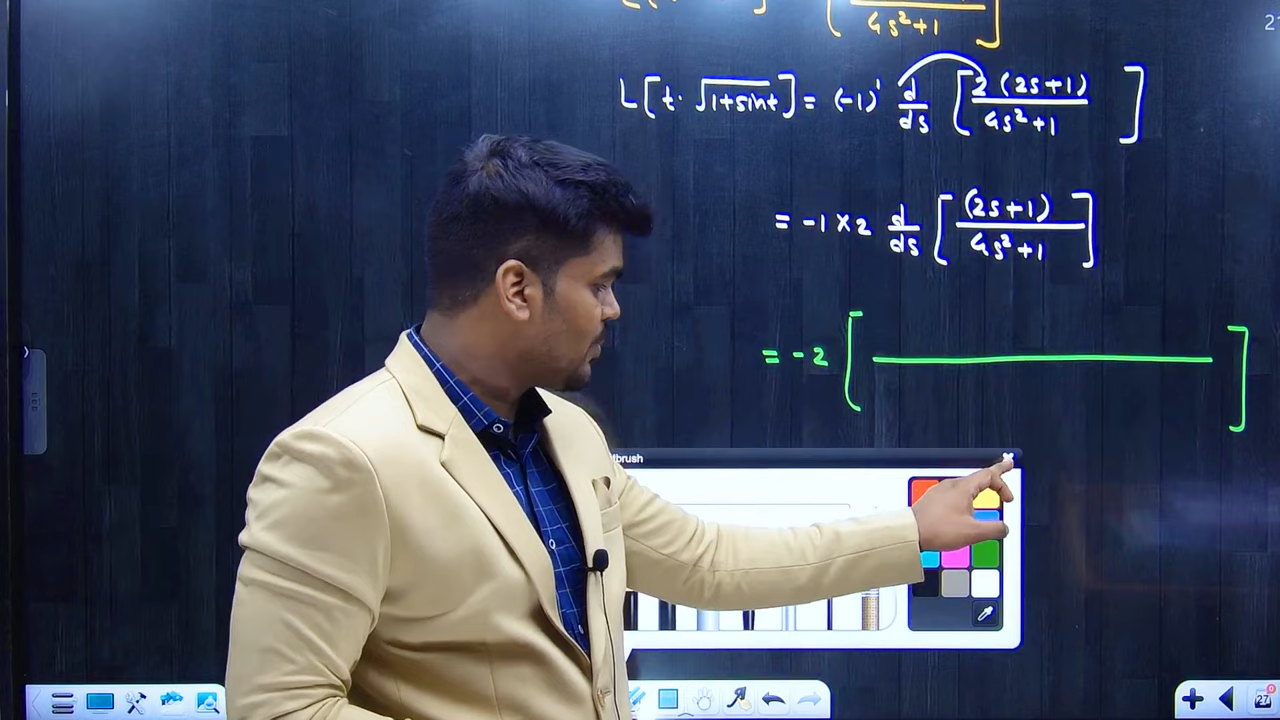 4s²+1
L[t·√1+sint] = (-1)¹ d/ds [2(2s+1)/4s²+1]
= -1×2 d/ds [(2s+1)/4s²+1]
= -2 [ ]
27